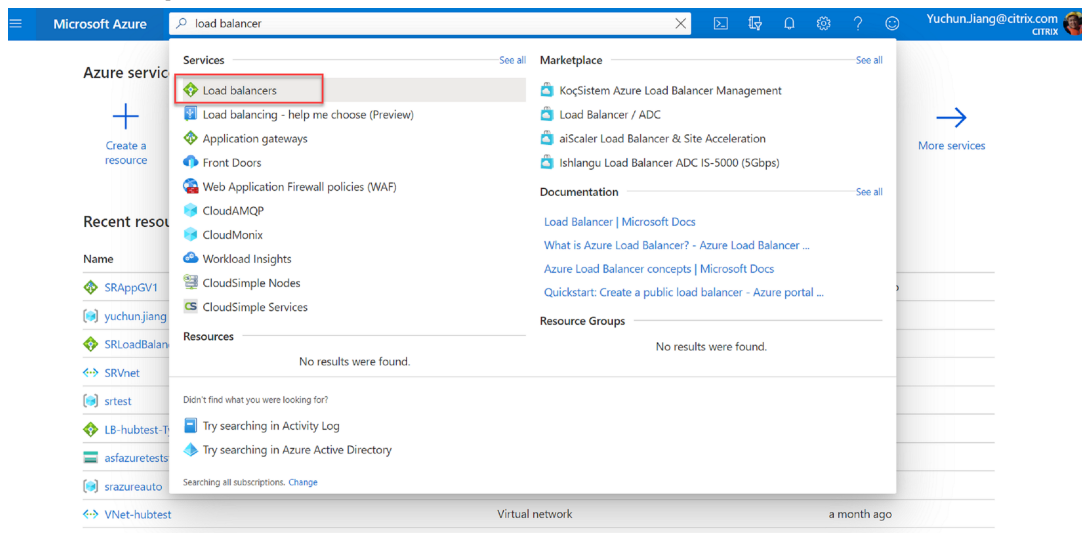 Microsoft Azure
load balancer
Yuchun.Jiang@citrix.com
CITRIX
Azure servic
Create a
resource
More services
Services
See all
Load balancers
Load balancing - help me choose (Preview)
Application gateways
Front Doors
Web Application Firewall policies (WAF)
CloudAMQP
CloudMonix
Workload Insights
CloudSimple Nodes
CloudSimple Services
Resources
No results were found.
Marketplace
See all
KoçSistem Azure Load Balancer Management
Load Balancer / ADC
aiScaler Load Balancer & Site Acceleration
Ishlangu Load Balancer ADC IS-5000 (5Gbps)
Documentation
See all
Load Balancer | Microsoft Docs
What is Azure Load Balancer? - Azure Load Balancer ...
Azure Load Balancer concepts | Microsoft Docs
Quickstart: Create a public load balancer - Azure portal ...
Resource Groups
No results were found.
Didn't find what you were looking for?
Try searching in Activity Log
Try searching in Azure Active Directory
Searching all subscriptions. Change
Recent resou
Name
SRAppGV1
yuchun.jiang
SRLoadBalan
SRVnet
srtest
LB-hubtest-T
asfazuretests
srazureauto
VNet-hubtest
Virtual network
a month ago